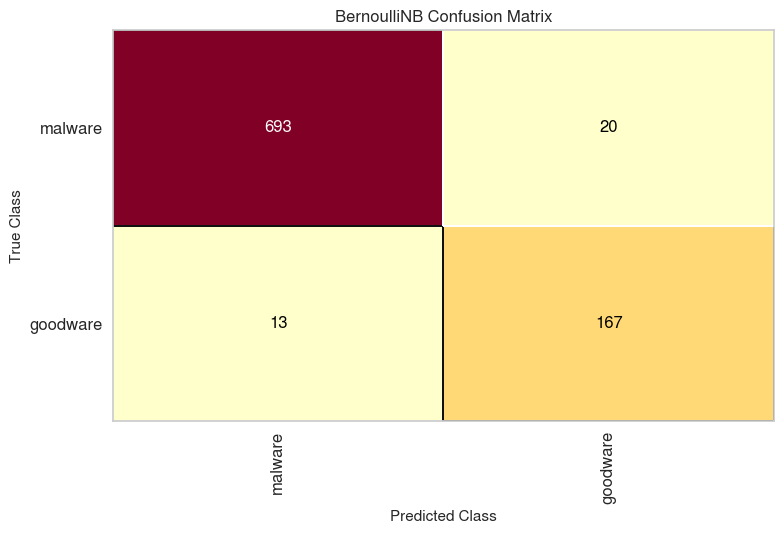 BernoulliNB Confusion Matrix
True Class
malware
693
20
goodware
13
167
malware
goodware
Predicted Class